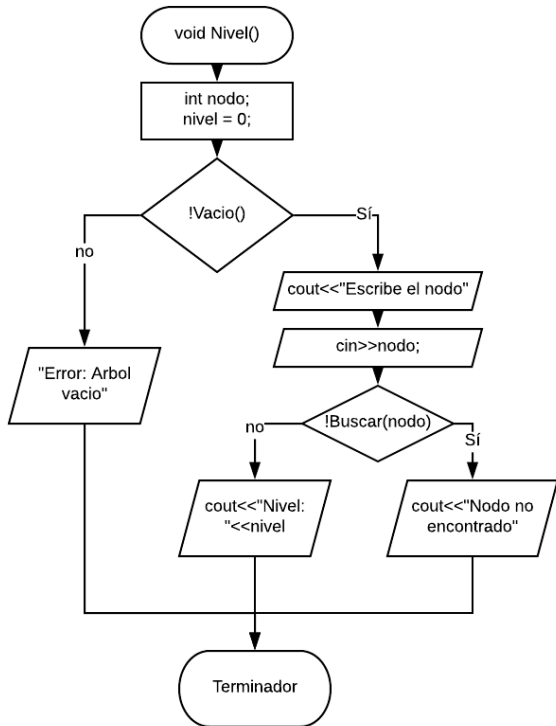 void Nivel()
int nodo;
nivel = 0;
!Vacio()
no
Sí
cout<<"Escribe el nodo"
cin>>nodo;
"Error: Arbol
vacio"
!Buscar(nodo)
no
Sí
cout<<"Nivel:
"<<nivel
cout<<"Nodo no
encontrado"
Terminador